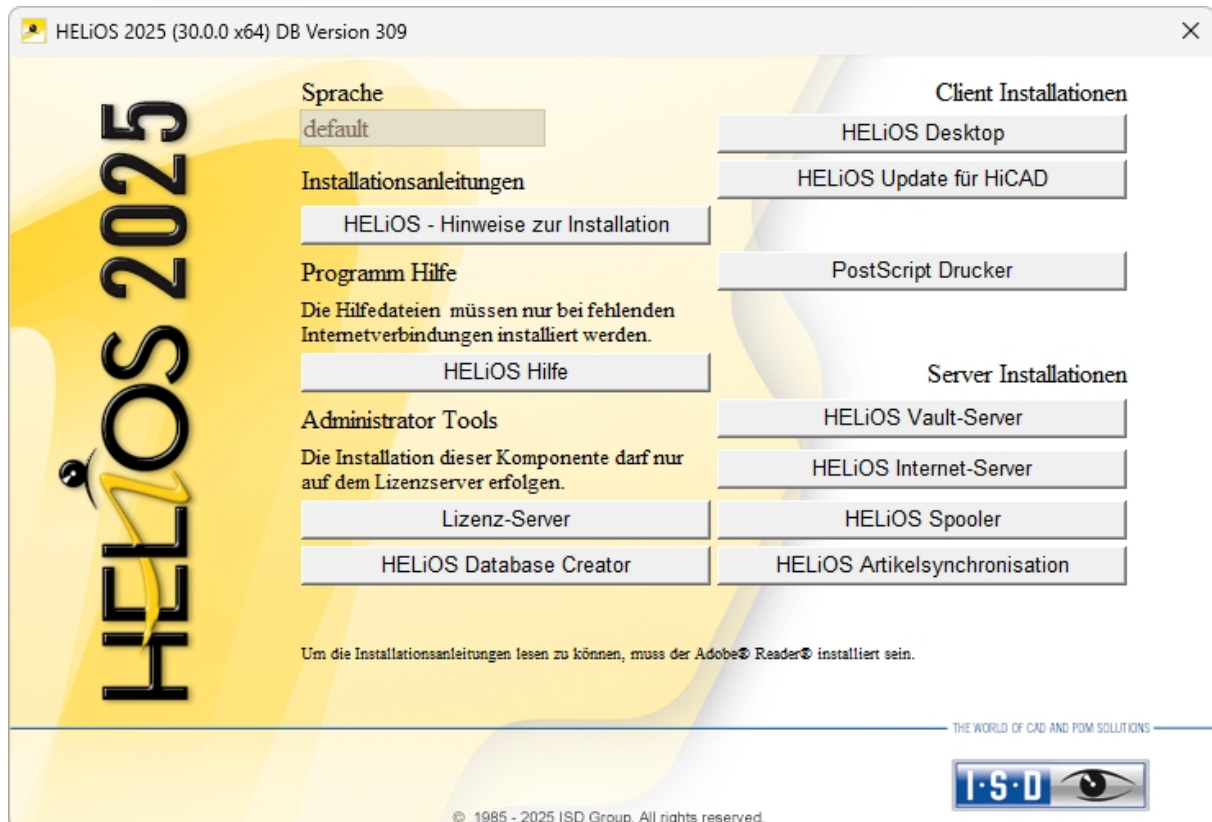 HELiOS 2025 (30.0.0 x64) DB Version 309
HELiOS 2025
Sprache
default
Installationsanleitungen
HELiOS - Hinweise zur Installation
Programm Hilfe
Die Hilfedateien müssen nur bei fehlenden
Internetverbindungen installiert werden.
HELiOS Hilfe
Administrator Tools
Die Installation dieser Komponente darf nur
auf dem Lizenzserver erfolgen.
Lizenz-Server
HELiOS Database Creator
Client Installationen
HELiOS Desktop
HELiOS Update für HiCAD
PostScript Drucker
Server Installationen
HELiOS Vault-Server
HELiOS Internet-Server
HELiOS Spooler
HELiOS Artikelsynchronisation
Um die Installationsanleitungen lesen zu können, muss der Adobe® Reader® installiert sein.
THE WORLD OF CAD AND PDM SOLUTIONS
I·S·D
© 1985 - 2025 ISD Group. All rights reserved.